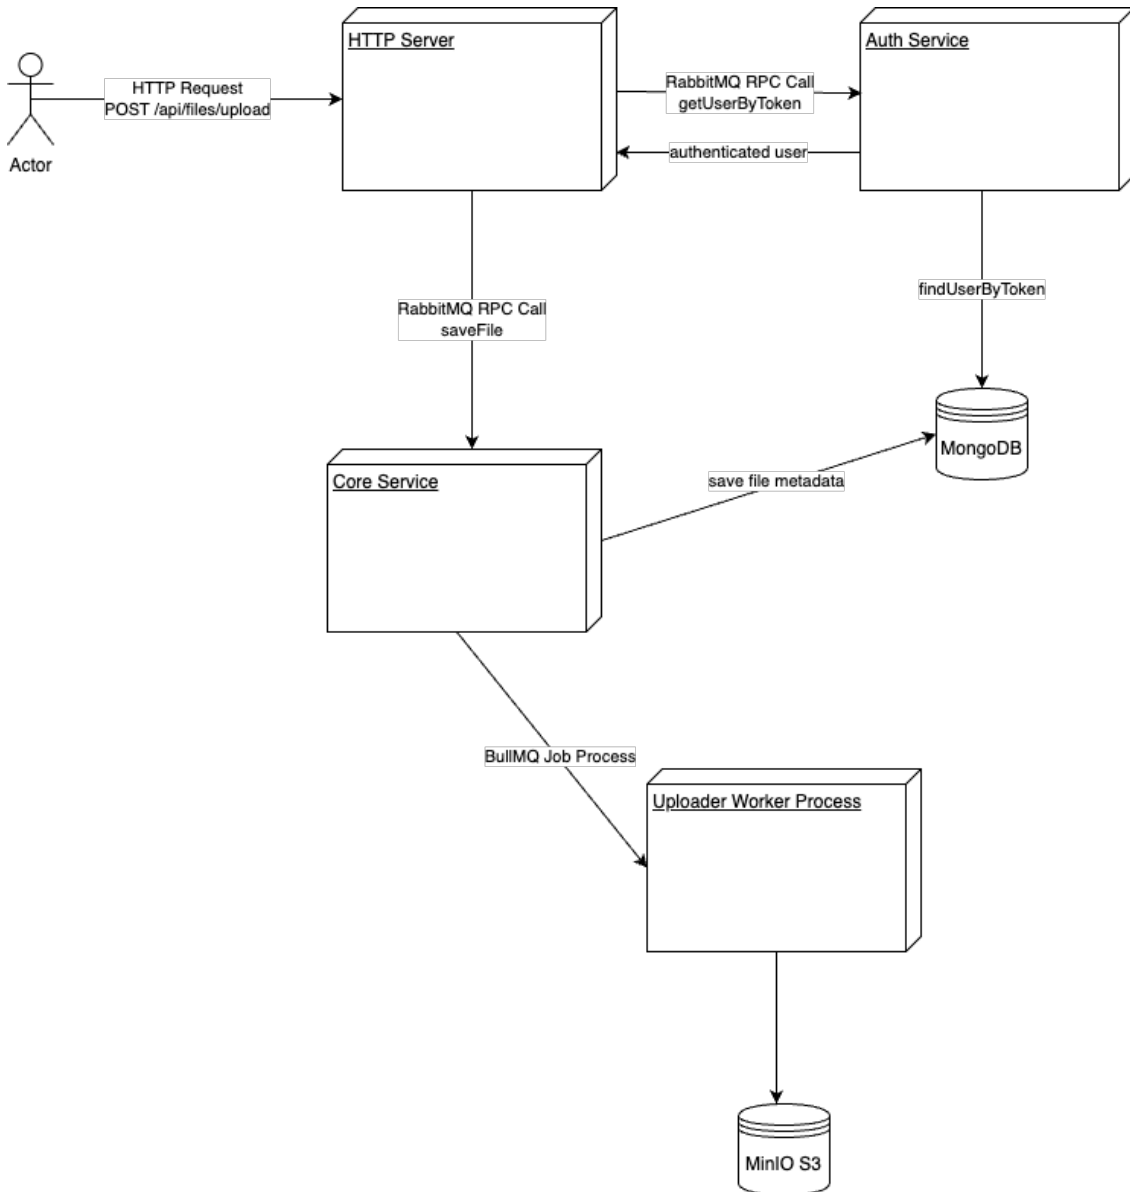 HTTP Server
Auth Service
HTTP Request
POST /api/files/upload
RabbitMQ RPC Call
getUserByToken
authenticated user
Actor
findUserByToken
RabbitMQ RPC Call
saveFile
MongoDB
Core Service
save file metadata
BullMQ Job Process
Uploader Worker Process
MinIO S3